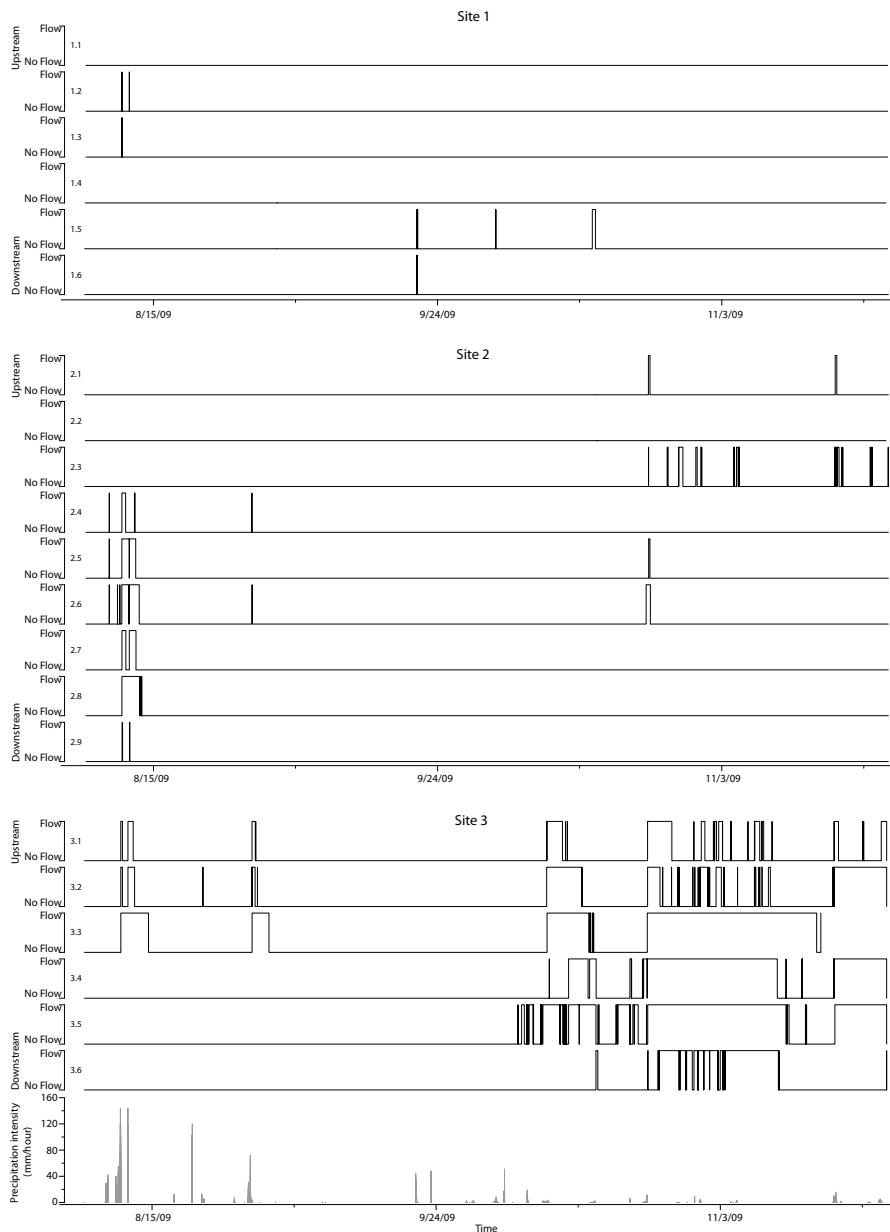 Site 1
Upstream
Flow
1.1
No Flow
Flow
1.2
No Flow
Flow
1.3
No Flow
Flow
1.4
No Flow
Downstream
Flow
1.5
No Flow
Flow
1.6
No Flow
8/15/09 9/24/09 11/3/09
Site 2
Upstream
Flow
2.1
No Flow
Flow
2.2
No Flow
Flow
2.3
No Flow
Flow
2.4
No Flow
Flow
2.5
No Flow
Flow
2.6
No Flow
Flow
2.7
No Flow
Downstream
Flow
2.8
No Flow
Flow
2.9
No Flow
8/15/09 9/24/09 11/3/09
Site 3
Upstream
Flow
3.1
No Flow
Flow
3.2
No Flow
Flow
3.3
No Flow
Flow
3.4
No Flow
Downstream
Flow
3.5
No Flow
Flow
3.6
No Flow
Precipitation intensity
(mm/hour)
160
120
80
40
0
8/15/09 9/24/09 11/3/09
Time